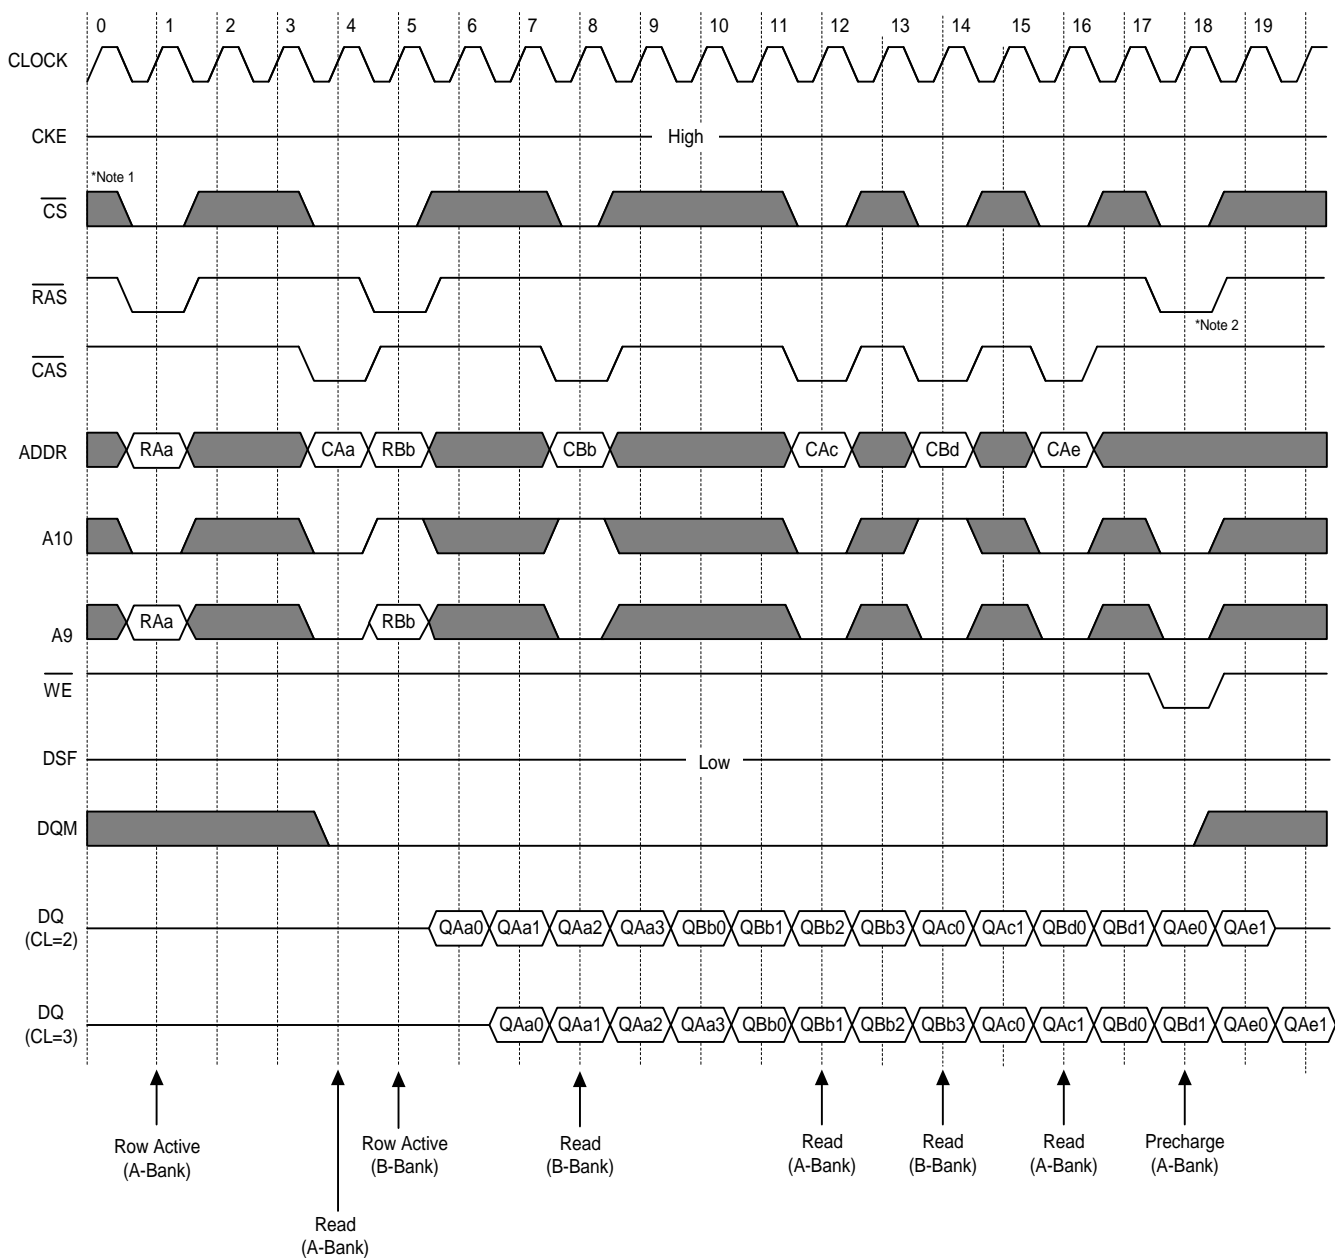 0 1 2 3 4 5 6 7 8 9 10 11 12 13 14 15 16 17 18 19
CLOCK
CKE High
*Note 1
CS
RAS
*Note 2
CAS
ADDR RAa CAa RBb CBb CAc CBd CAe
A10
A9 RAa RBb
WE
DSF Low
DQM
DQ
(CL=2) QAa0 QAa1 QAa2 QAa3 QBb0 QBb1 QBb2 QBb3 QAc0 QAc1 QBd0 QBd1 QAe0 QAe1
DQ
(CL=3) QAa0 QAa1 QAa2 QAa3 QBb0 QBb1 QBb2 QBb3 QAc0 QAc1 QBd0 QBd1 QAe0 QAe1
Row Active
(A-Bank)
Read
(A-Bank)
Row Active
(B-Bank)
Read
(B-Bank)
Read
(A-Bank)
Read
(B-Bank)
Read
(A-Bank)
Precharge
(A-Bank)